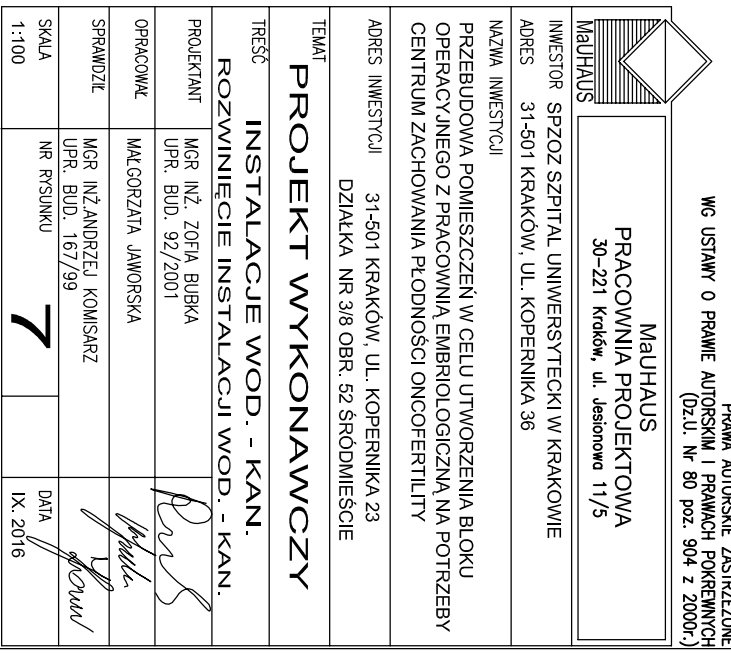 PRAWA AUTORSKIE ZASTRZEŻONE
WG USTAWY O PRAWIE AUTORSKIM I PRAWACH POKREWNYCH
(Dz.U. Nr 80 poz. 904 z 2000r.)
MaUHAUS
MaUHAUS
PRACOWNIA PROJEKTOWA
30-221 Kraków, ul. Jesionowa 11/5
INWESTOR SPZOZ SZPITAL UNIWERSYTECKI W KRAKOWIE
ADRES 31-501 KRAKÓW, UL. KOPERNIKA 36
NAZWA INWESTYCJI
PRZEBUDOWA POMIESZCZEŃ W CELU UTWORZENIA BLOKU
OPERACYJNEGO Z PRACOWNIĄ EMBRIOLOGICZNĄ NA POTRZEBY
CENTRUM ZACHOWANIA PŁODNOŚCI ONCOFERTILITY
ADRES INWESTYCJI 31-501 KRAKÓW, UL. KOPERNIKA 23
DZIAŁKA NR 3/8 OBR. 52 ŚRÓDMIEŚCIE
TEMAT
PROJEKT WYKONAWCZY
TREŚĆ
INSTALACJE WOD. - KAN.
ROZWINIĘCIE INSTALACJI WOD. - KAN.
PROJEKTANT MGR INŻ. ZOFIA BUBKA
UPR. BUD. 92/2001
OPRACOWAŁ MAŁGORZATA JAWORSKA
SPRAWDZIŁ MGR INŻ.ANDRZEJ KOMISARZ
UPR. BUD. 167/99
SKALA NR RYSUNKU DATA
1:100 7 IX. 2016